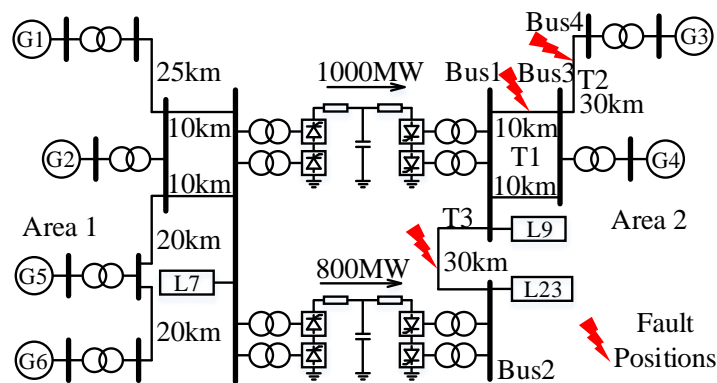 G1
25km
10km
G2
10km
Area 1
20km
G5
L7
20km
G6
1000MW
800MW
Bus4
G3
Bus1
Bus3
T2
30km
10km
T1
G4
10km
T3
L9
Area 2
30km
L23
Bus2
Fault
Positions